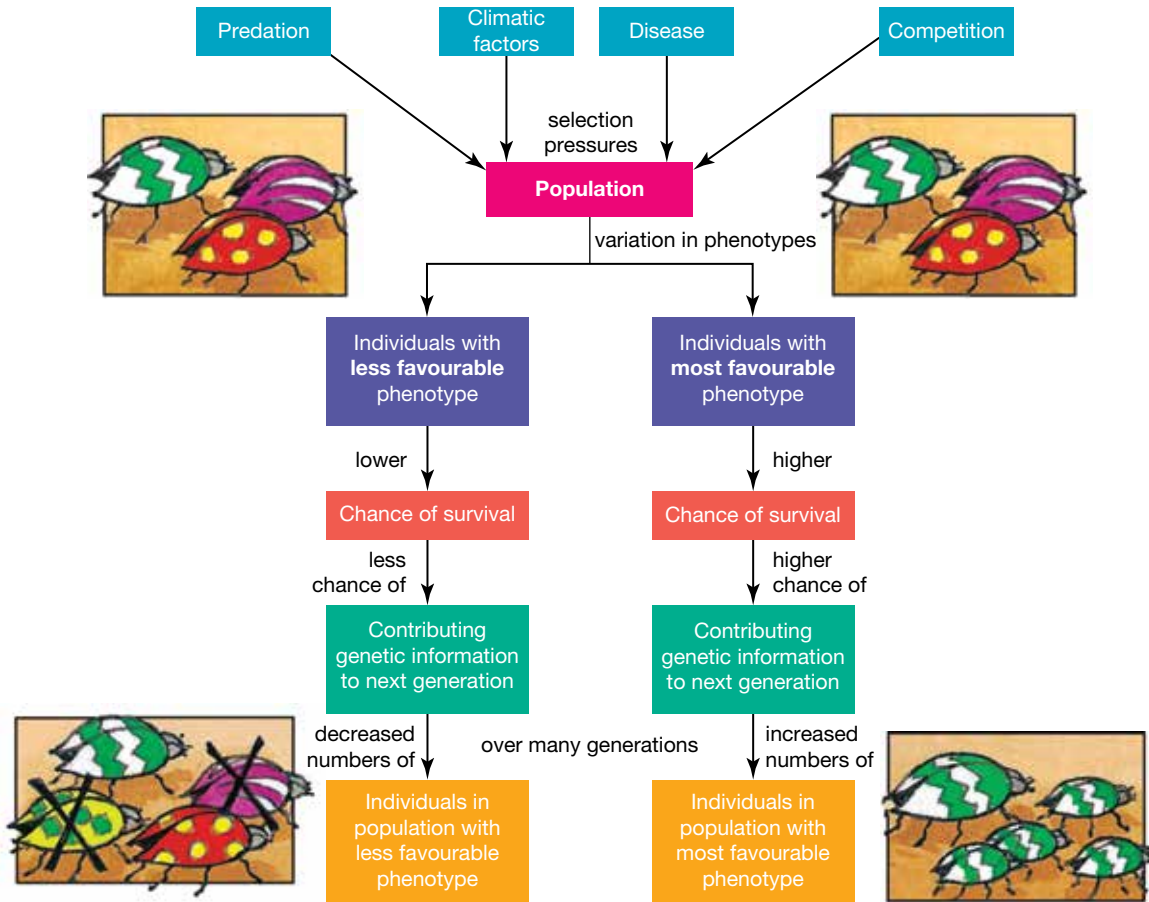 Predation
Climatic
factors
Disease
Competition
selection
pressures
Population
variation in phenotypes
Individuals with
less favourable
phenotype
Individuals with
most favourable
phenotype
lower
higher
Chance of survival
Chance of survival
less
chance of
higher
chance of
Contributing
genetic information
to next generation
Contributing
genetic information
to next generation
decreased
numbers of
over many generations
increased
numbers of
Individuals in
population with
less favourable
phenotype
Individuals in
population with
most favourable
phenotype